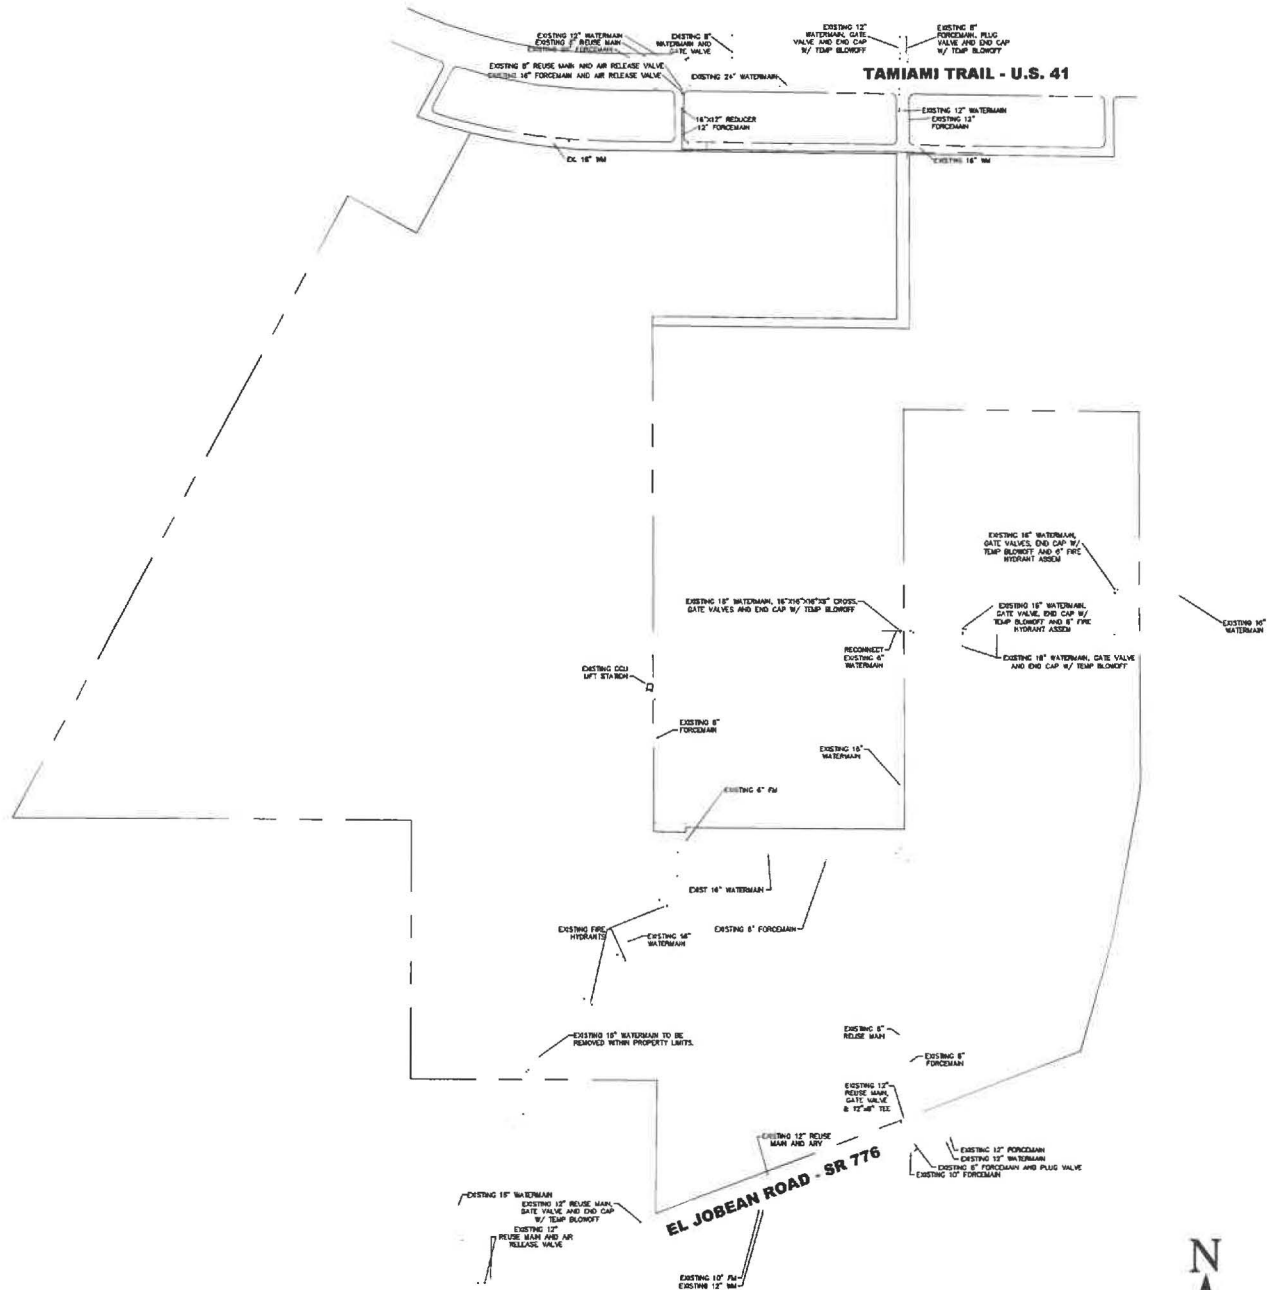 EXISTING 12" WATERMAIN
EXISTING 8" REUSE MAIN
EXISTING 8"
WATERMAIN AND
GATE VALVE
EXISTING 12"
WATERMAIN, GATE
VALVE AND END CAP
W/ TEMP BLOWOFF
EXISTING 8"
FORCEMAIN, PLUG
VALVE AND END CAP
W/ TEMP BLOWOFF
EXISTING 8" REUSE MAIN AND AIR RELEASE VALVE
EXISTING 16" FORCEMAIN AND AIR RELEASE VALVE
EXISTING 24" WATERMAIN
TAMIAMI TRAIL - U.S. 41
16"X12" REDUCER
12" FORCEMAIN
EXISTING 12" WATERMAIN
EXISTING 12"
FORCEMAIN
EX. 16" WM
EXISTING 16" WM
EXISTING 16" WATERMAIN,
GATE VALVES, END CAP W/
TEMP BLOWOFF AND 6" FIRE
HYDRANT ASSEM
EXISTING 16" WATERMAIN, 16"X16"X16"X8" CROSS,
GATE VALVES AND END CAP W/ TEMP BLOWOFF
EXISTING 16" WATERMAIN,
GATE VALVE, END CAP W/
TEMP BLOWOFF AND 6" FIRE
HYDRANT ASSEM
EXISTING 16"
WATERMAIN
RECONNECT
EXISTING 6"
WATERMAIN
EXISTING 16" WATERMAIN, GATE VALVE
AND END CAP W/ TEMP BLOWOFF
EXISTING CCU
LIFT STATION
EXISTING 6"
FORCEMAIN
EXISTING 16"
WATERMAIN
EXISTING 6" FM
EXIST 16" WATERMAIN
EXISTING 6" FORCEMAIN
EXISTING FIRE
HYDRANTS
EXISTING 16"
WATERMAIN
EXISTING 16" WATERMAIN TO BE
REMOVED WITHIN PROPERTY LIMITS.
EXISTING 6"
REUSE MAIN
EXISTING 8"
FORCEMAIN
EXISTING 12"
REUSE MAIN,
GATE VALVE
& 12"x6" TEE
EXISTING 12" REUSE
MAIN AND ARV
EXISTING 12" FORCEMAIN
EXISTING 12" WATERMAIN
EXISTING 8" FORCEMAIN AND PLUG VALVE
EXISTING 10" FORCEMAIN
EL JOBEAN ROAD - SR 776
EXISTING 16" WATERMAIN
EXISTING 12" REUSE MAIN,
GATE VALVE AND END CAP
W/ TEMP BLOWOFF
EXISTING 12"
REUSE MAIN AND AIR
RELEASE VALVE
EXISTING 10" FM
EXISTING 12" WM
N